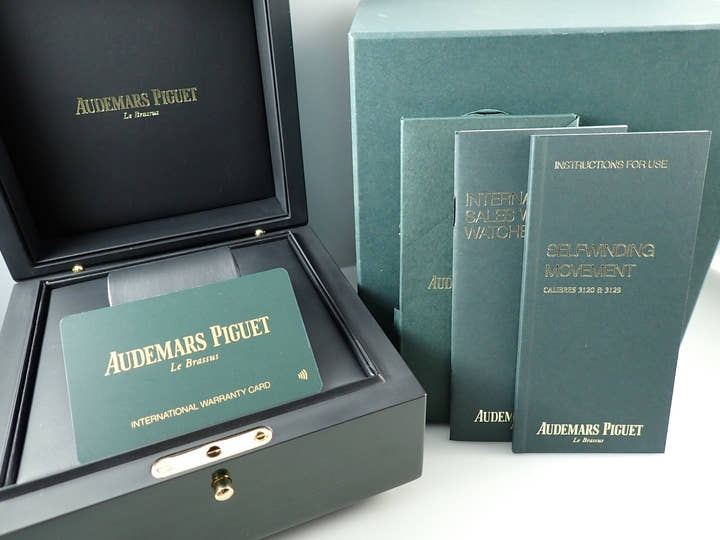 AUDEMARS PIGUET
Le Brassus
AUDEMARS PIGUET
Le Brassus
INTERNATIONAL WARRANTY CARD
AUD
INTERNA
SALES W
WATCHE
AUDEM
INSTRUCTIONS FOR USE
SELFWINDING
MOVEMENT
CALIBRES 3120 & 3129
AUDEMARS PIGUET
Le Brassus